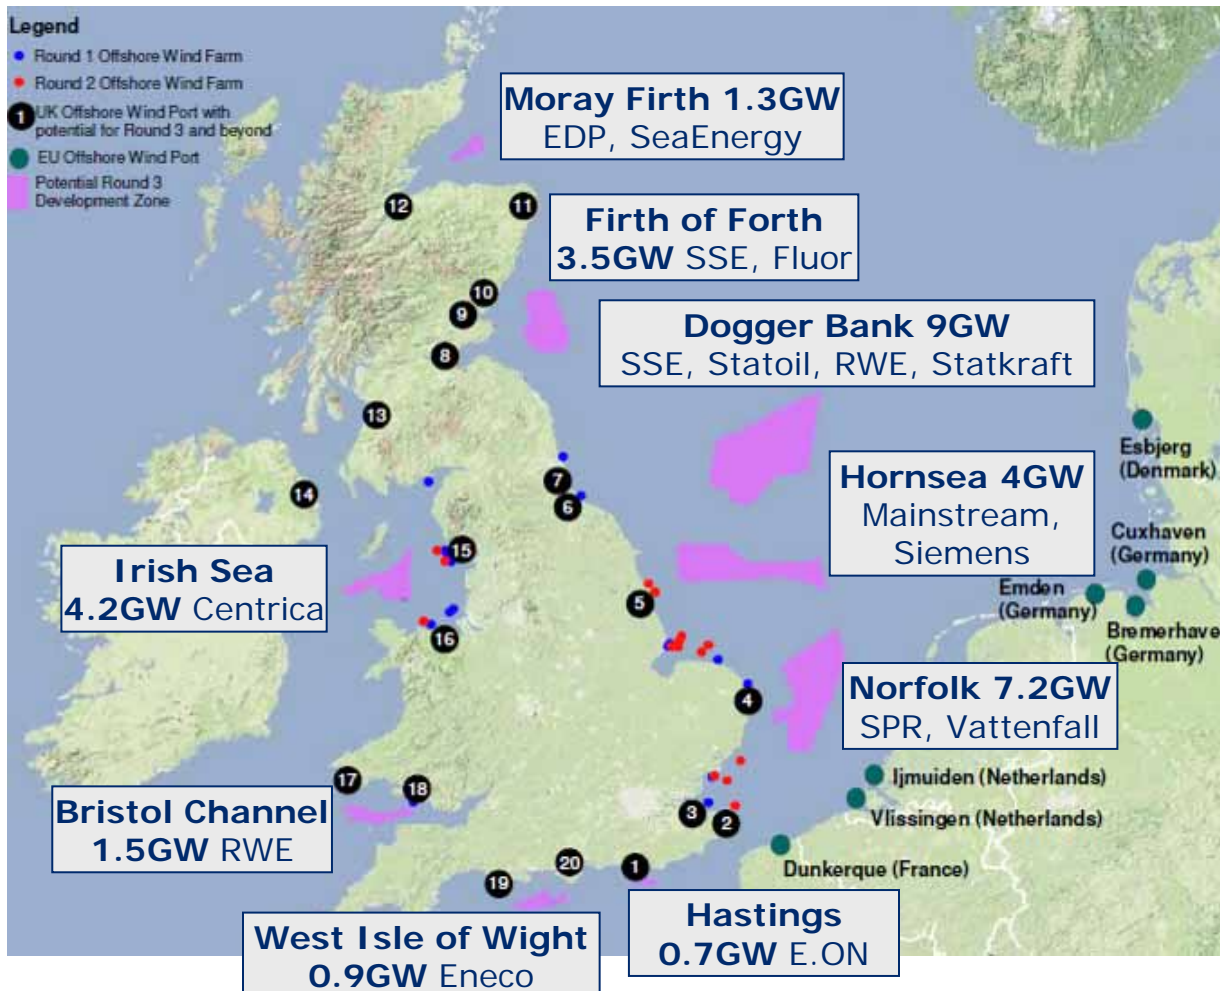 Legend
Round 1 Offshore Wind Farm
Round 2 Offshore Wind Farm
1
UK Offshore Wind Port with
potential for Round 3 and beyond
EU Offshore Wind Port
Potential Round 3
Development Zone
Moray Firth 1.3GW
EDP, SeaEnergy
12
11
Firth of Forth
3.5GW SSE, Fluor
10
9
8
Dogger Bank 9GW
SSE, Statoil, RWE, Statkraft
13
Esbjerg
(Denmark)
7
6
14
Hornsea 4GW
Mainstream,
Siemens
Cuxhaven
(Germany)
15
Irish Sea
4.2GW Centrica
Emden
(Germany)
5
Bremerhave
(Germany)
16
Norfolk 7.2GW
SPR, Vattenfall
4
17
18
Ijmuiden (Netherlands)
Vlissingen (Netherlands)
3
2
Bristol Channel
1.5GW RWE
Dunkerque (France)
20
1
19
Hastings
0.7GW E.ON
West Isle of Wight
0.9GW Eneco